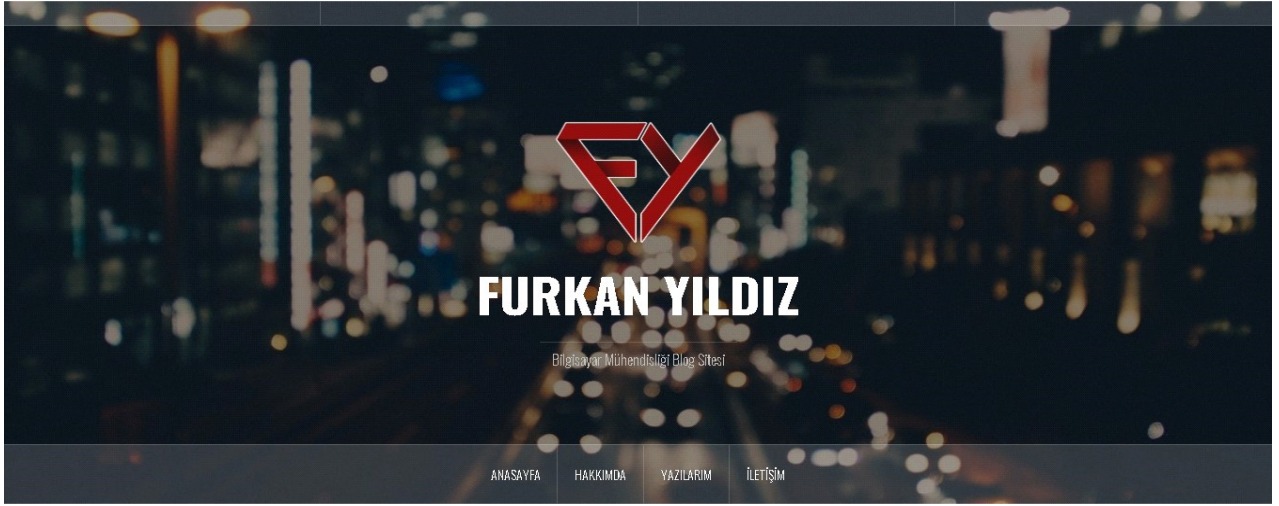 FY
FURKAN YILDIZ
Bilgisayar Mühendisliği Blog Sitesi
ANASAYFA HAKKIMDA YAZILARIM İLETİŞİM